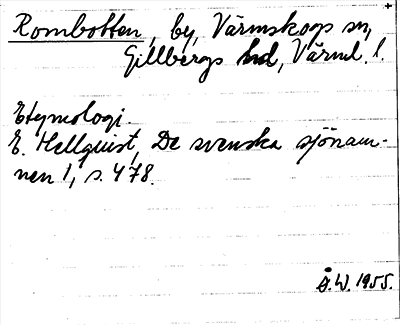 Rombotten, by, Värmskogs sn,
Gillbergs hd, Värml. l.
Etymologi.
E. Hellquist, De svenska sjönam-
nen 1, s. 478.
G.W. 1955.